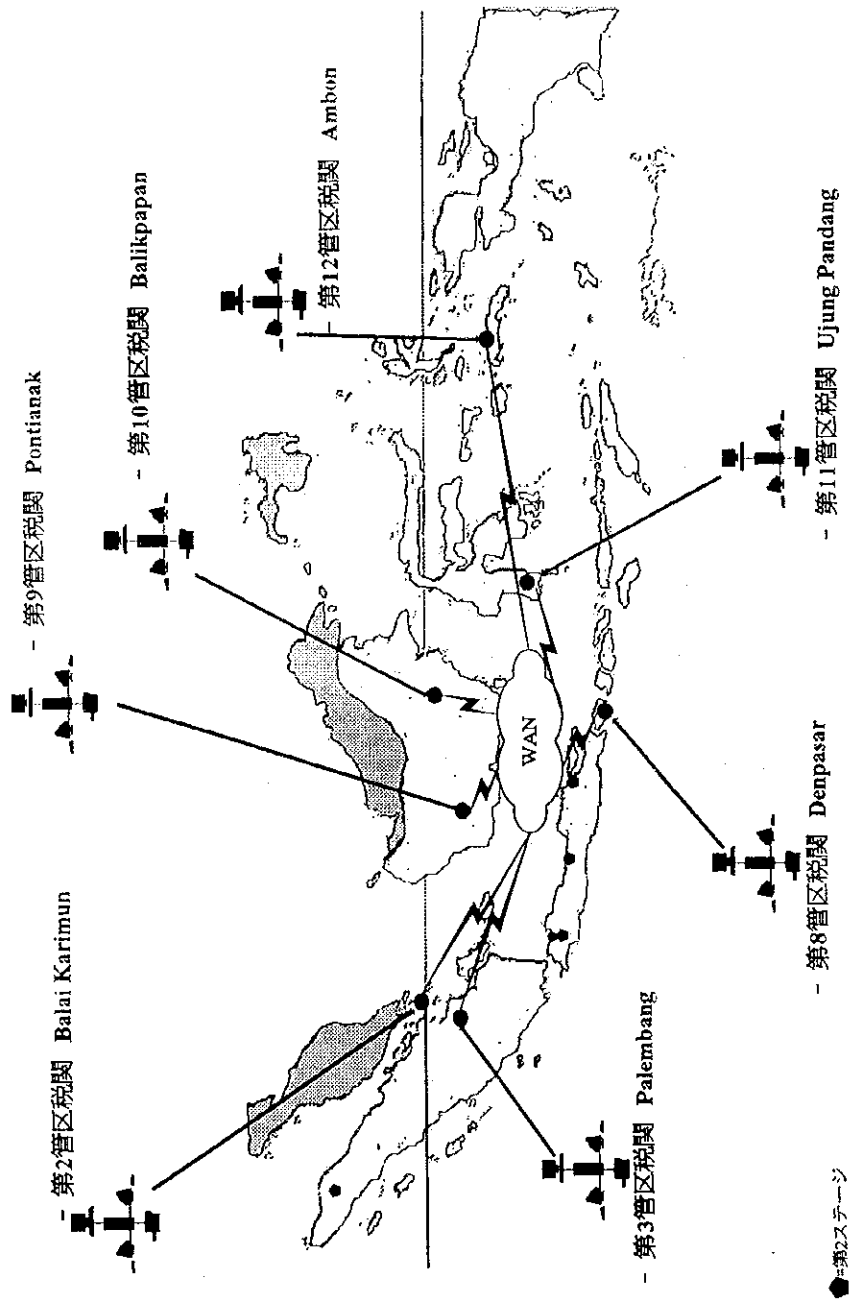 - 第2管区税関 Balai Karimun
- 第9管区税関 Pontianak
- 第10管区税関 Balikpapan
- 第12管区税関 Ambon
WAN
- 第3管区税関 Palembang
- 第8管区税関 Denpasar
- 第11管区税関 Ujung Pandang
=第2ステージ